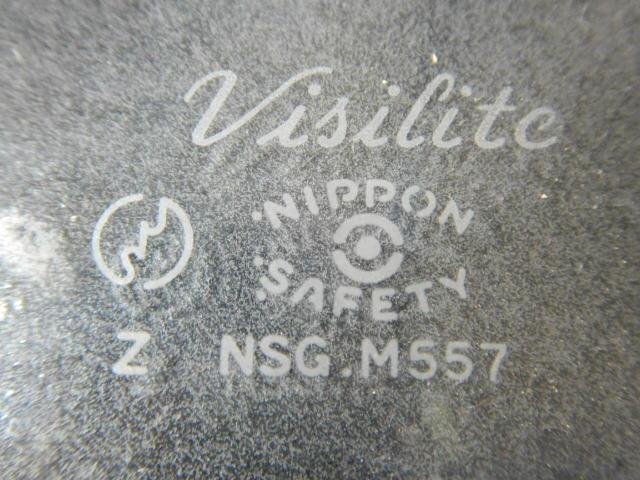 Visilite
NIPPON
SAFETY
Z NSG.M557